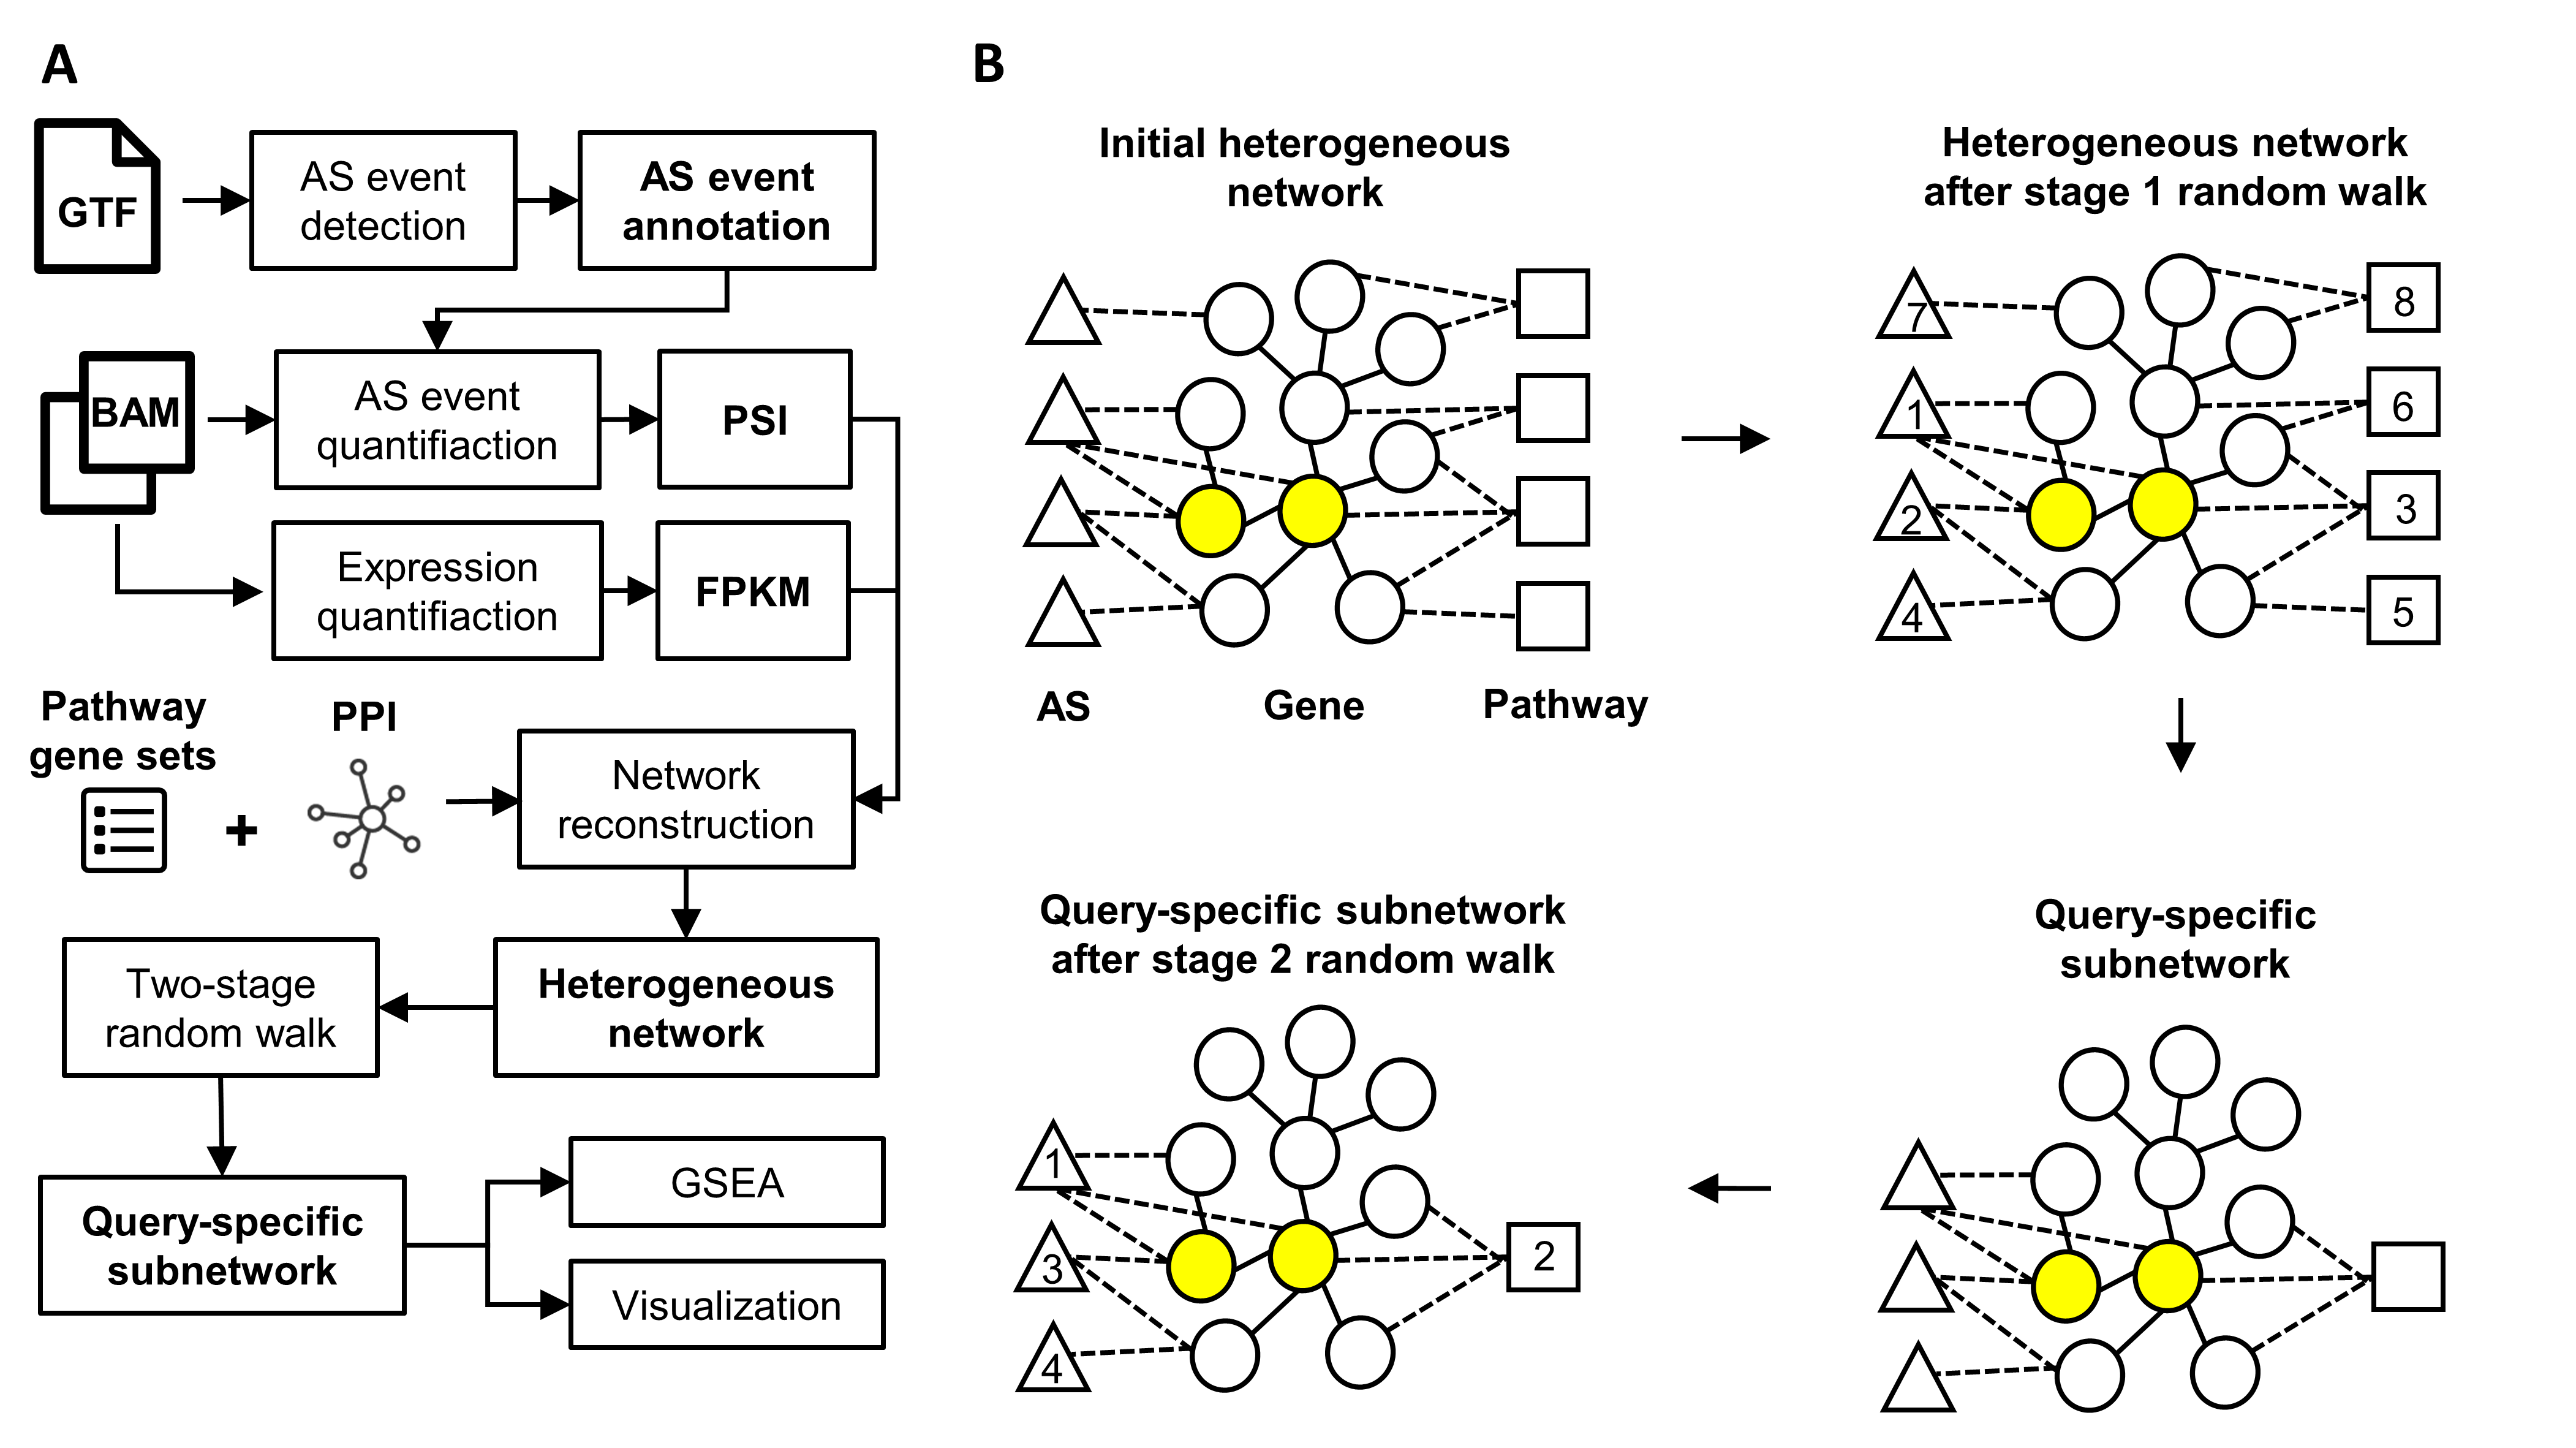 A
GTF
AS event
detection
AS event
annotation
BAM
AS event
quantifiaction
PSI
Expression
quantifiaction
FPKM
Pathway
gene sets
+
PPI
Network
reconstruction
Two-stage
random walk
Heterogeneous
network
Query-specific
subnetwork
GSEA
Visualization
B
Initial heterogeneous
network
AS
Gene
Pathway
Heterogeneous network
after stage 1 random walk
7
8
1
6
2
3
4
5
Query-specific
subnetwork
Query-specific subnetwork
after stage 2 random walk
1
3
2
4